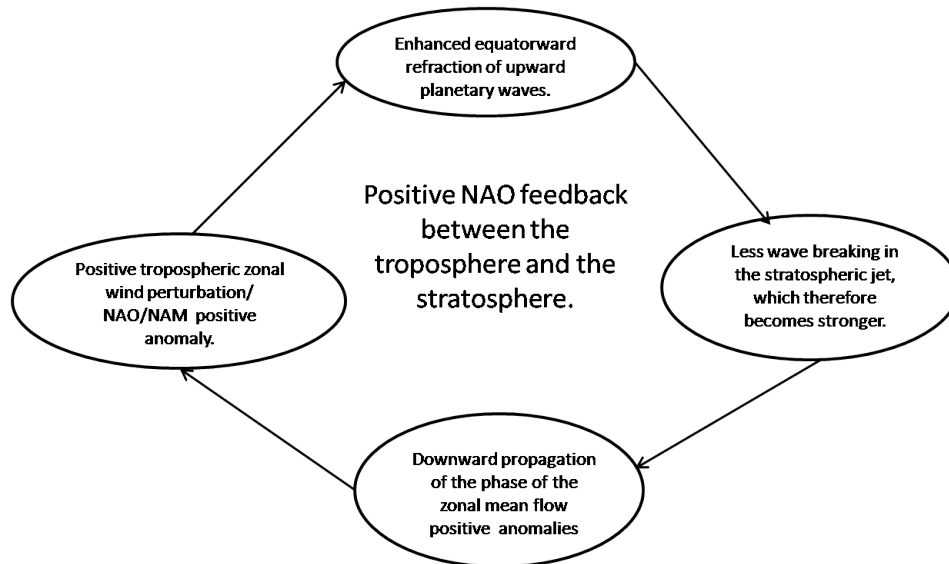 Enhanced equatorward
refraction of upward
planetary waves.
Positive NAO feedback
between the
troposphere and the
stratosphere.
Less wave breaking in
the stratospheric jet,
which therefore
becomes stronger.
Positive tropospheric zonal
wind perturbation/
NAO/NAM positive
anomaly.
Downward propagation
of the phase of the
zonal mean flow
positive anomalies